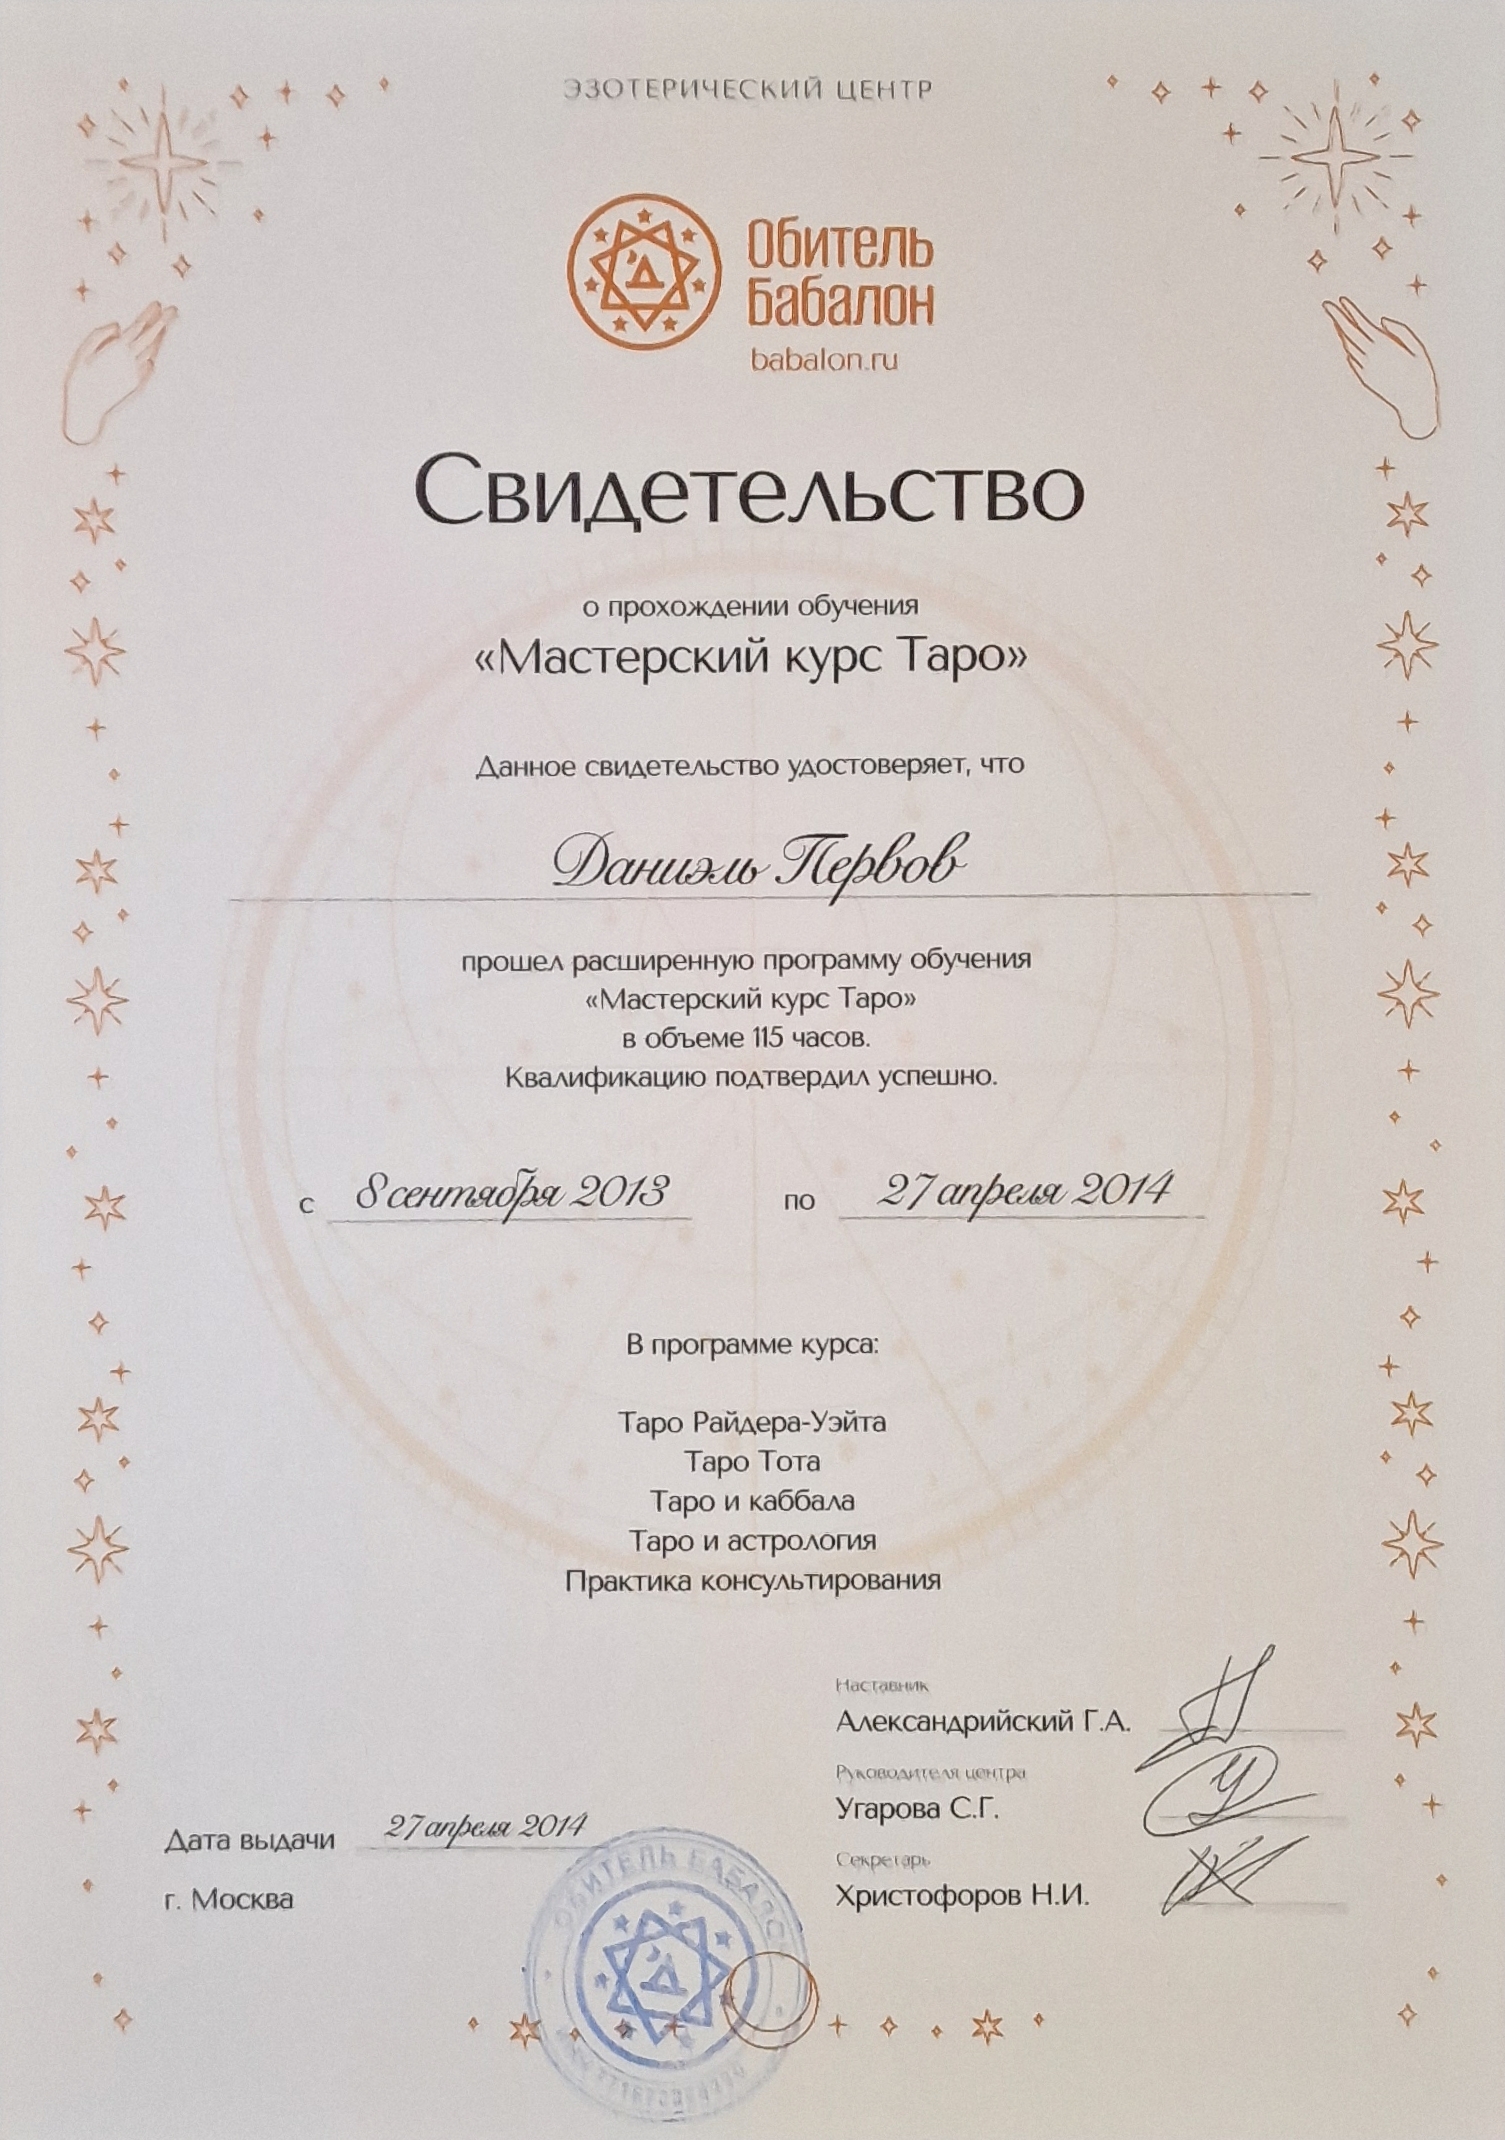 ЭЗОТЕРИЧЕСКИЙ ЦЕНТР
Обитель
Бабалон
babalon.ru
Свидетельство
о прохождении обучения
«Мастерский курс Таро»
Данное свидетельство удостоверяет, что
Даниэль Первов
прошел расширенную программу обучения
«Мастерский курс Таро»
в объеме 115 часов.
Квалификацию подтвердил успешно.
с 8 сентября 2013 по 27 апреля 2014
В программе курса:
Таро Райдера-Уэйта
Таро Тота
Таро и каббала
Таро и астрология
Практика консультирования
Наставник
Александрийский Г.А.
Руководителя центра
Угарова С.Г.
Секретарь
Христофоров Н.И.
Дата выдачи 27 апреля 2014
г. Москва
ОБИТЕЛЬ